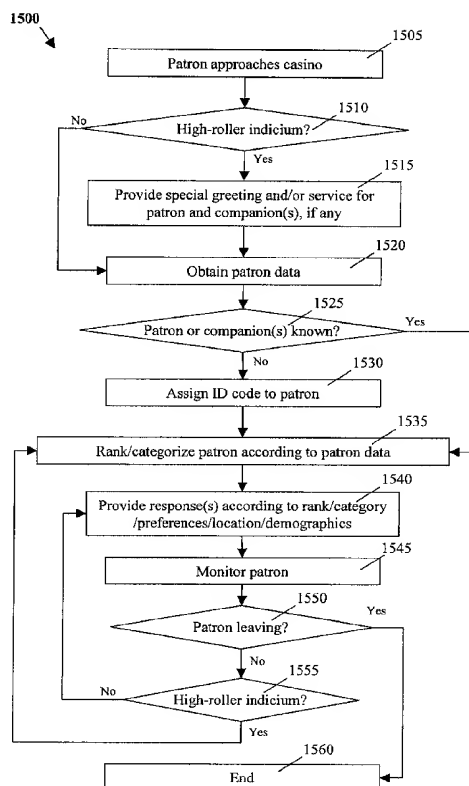 1500
1505
Patron approaches casino
1510
No
High-roller indicium?
Yes
1515
Provide special greeting and/or service for
patron and companion(s), if any
1520
Obtain patron data
1525
Patron or companion(s) known?
Yes
No
1530
Assign ID code to patron
1535
Rank/categorize patron according to patron data
1540
Provide response(s) according to rank/category
/preferences/location/demographics
1545
Monitor patron
1550
Yes
Patron leaving?
No
1555
No
High-roller indicium?
Yes
1560
End